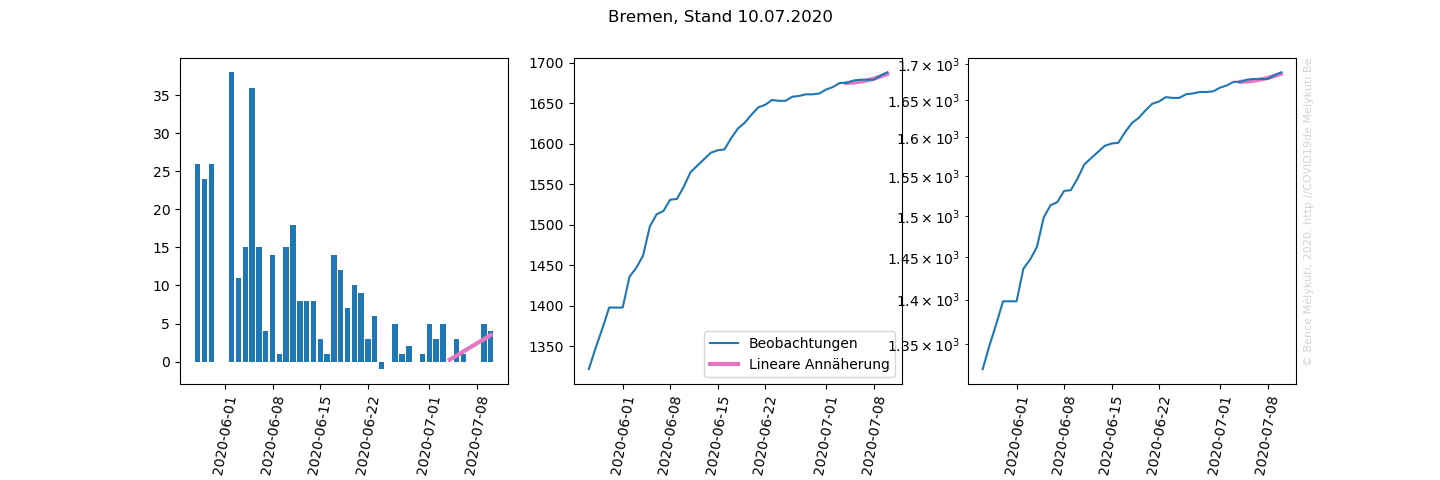 Bremen, Stand 10.07.2020
35
30
25
20
15
10
5
0
2020-06-01
2020-06-08
2020-06-15
2020-06-22
2020-07-01
2020-07-08
1700
1650
1600
1550
1500
1450
1400
1350
Beobachtungen
Lineare Annäherung
2020-06-01
2020-06-08
2020-06-15
2020-06-22
2020-07-01
2020-07-08
1.7 × 10³
1.65 × 10³
1.6 × 10³
1.55 × 10³
1.5 × 10³
1.45 × 10³
1.4 × 10³
1.35 × 10³
2020-06-01
2020-06-08
2020-06-15
2020-06-22
2020-07-01
2020-07-08
© Bence Mélykúti, 2020. http://COVID19de.Melykuti.Be